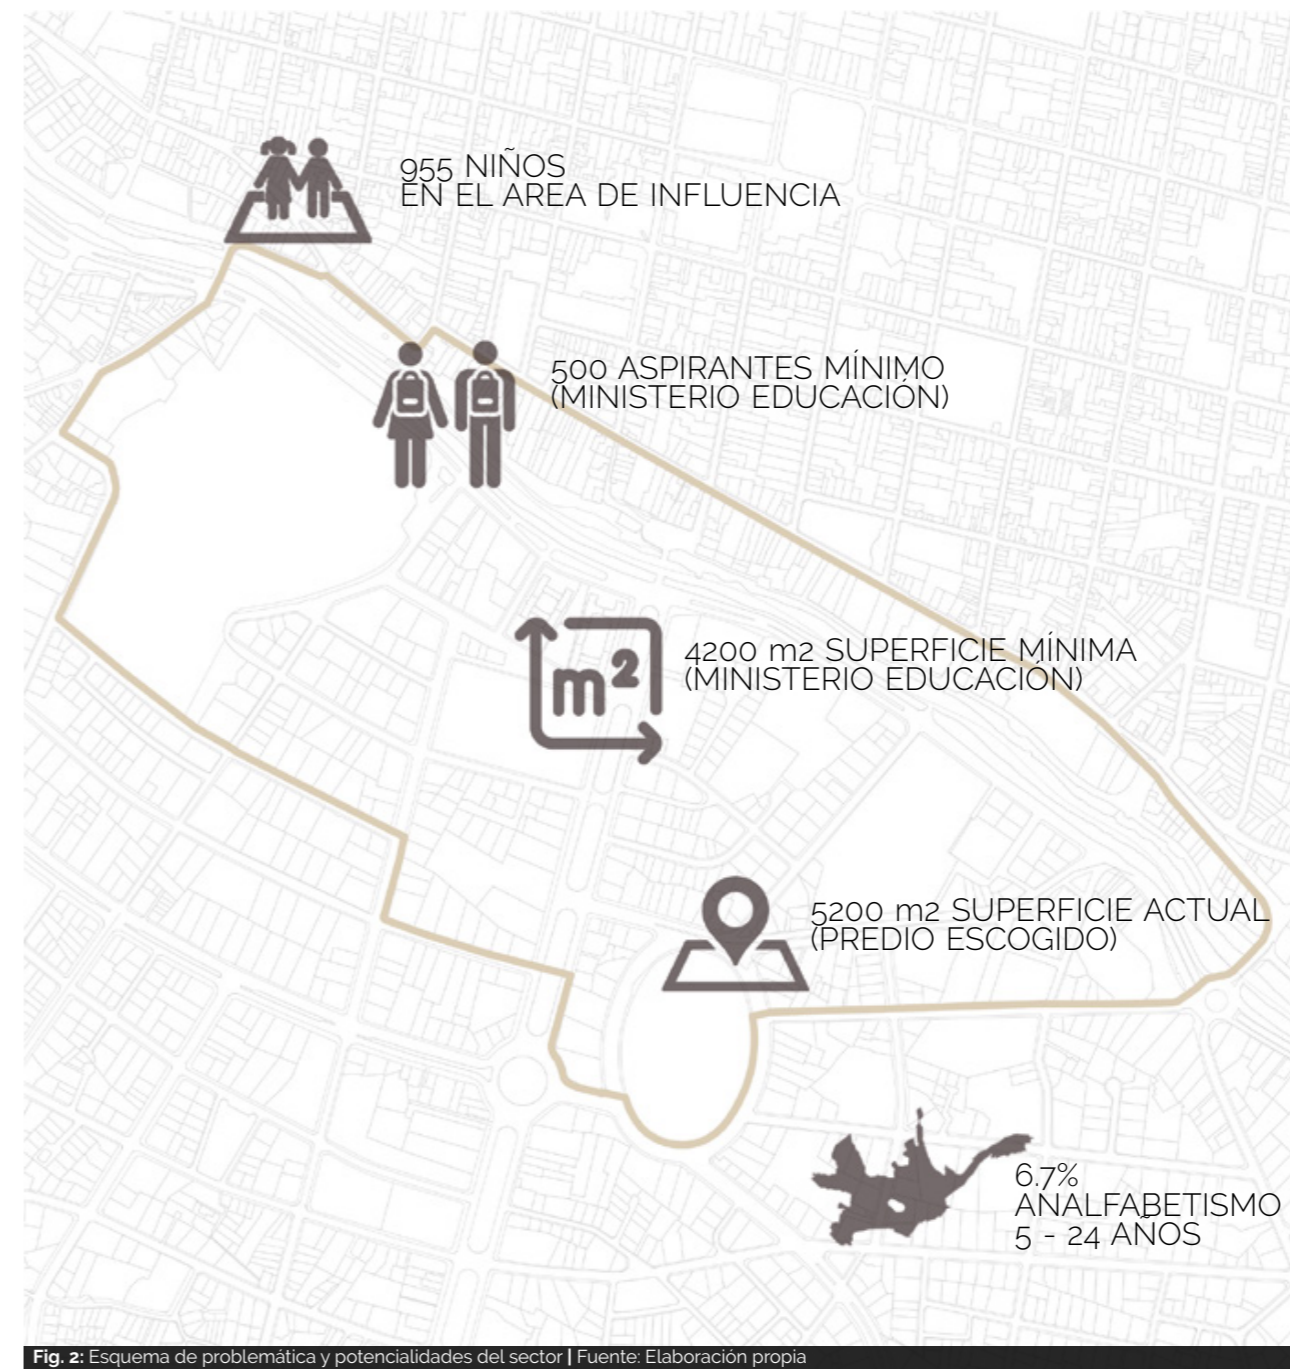 955 NIÑOS
EN EL AREA DE INFLUENCIA
500 ASPIRANTES MÍNIMO
(MINISTERIO EDUCACIÓN)
m²
4200 m2 SUPERFICIE MÍNIMA
(MINISTERIO EDUCACIÓN)
5200 m2 SUPERFICIE ACTUAL
(PREDIO ESCOGIDO)
6.7%
ANALFABETISMO
5 - 24 AÑOS
Fig. 2: Esquema de problemática y potencialidades del sector | Fuente: Elaboración propia